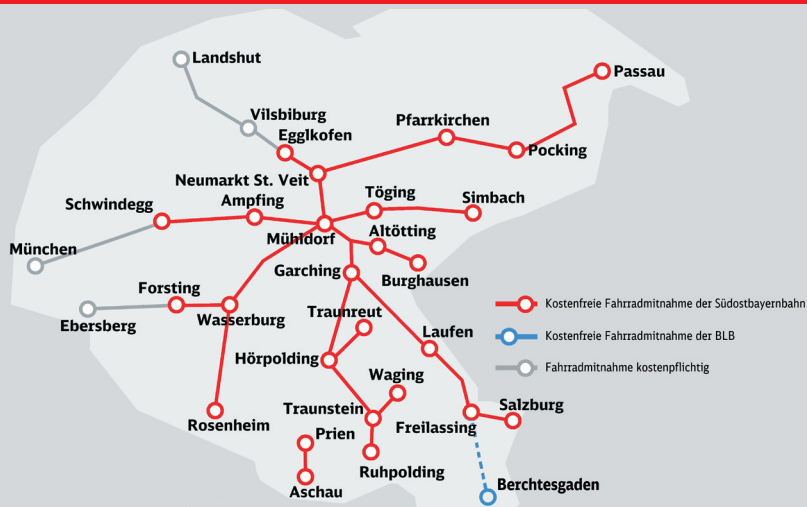 Landshut
Passau
Vilsbiburg
Pfarrkirchen
Egglkofen
Pocking
Neumarkt St. Veit
Töging
Simbach
Schwindegg
Ampfing
Altötting
München
Mühldorf
Garching
Burghausen
Forsting
Kostenfreie Fahrradmitnahme der Südostbayernbahn
Traunreut
Ebersberg
Wasserburg
Laufen
Kostenfreie Fahrradmitnahme der BLB
Hörpolding
Fahrradmitnahme kostenpflichtig
Waging
Traunstein
Salzburg
Rosenheim
Freilassing
Prien
Ruhpolding
Berchtesgaden
Aschau